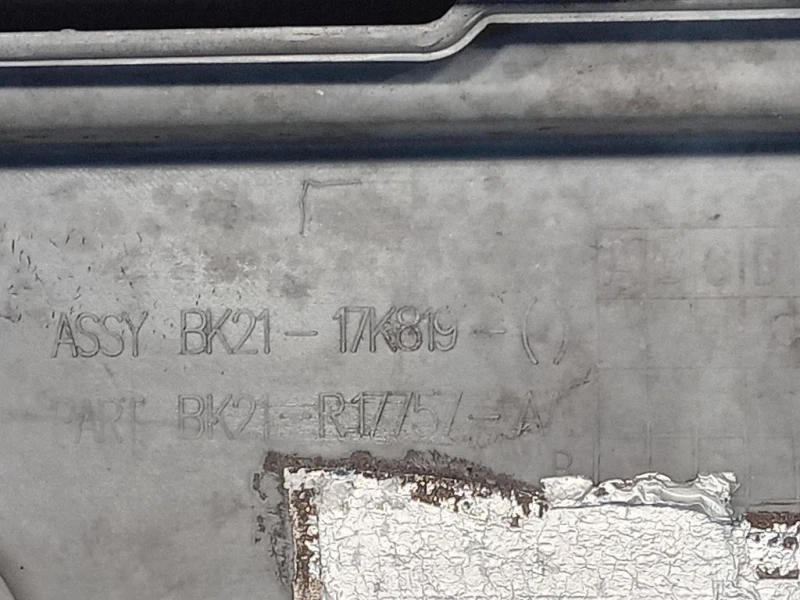 ASSY BK21-17K819-( )
PART BK21-R17757-A